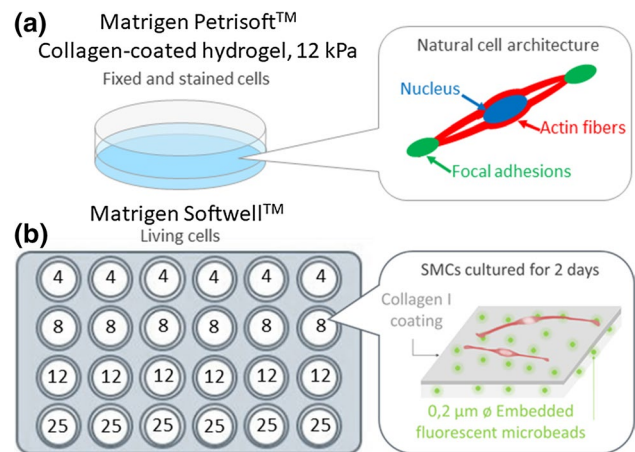 (a)
Matrigen Petrisoft™
Collagen-coated hydrogel, 12 kPa
Fixed and stained cells
Natural cell architecture
Nucleus
Actin fibers
Focal adhesions
Matrigen Softwell™
(b)
Living cells
4 4 4 4 4 4
8 8 8 8 8 8
12 12 12 12 12 12
25 25 25 25 25 25
SMCs cultured for 2 days
Collagen I
coating
0,2 µm ø Embedded
fluorescent microbeads